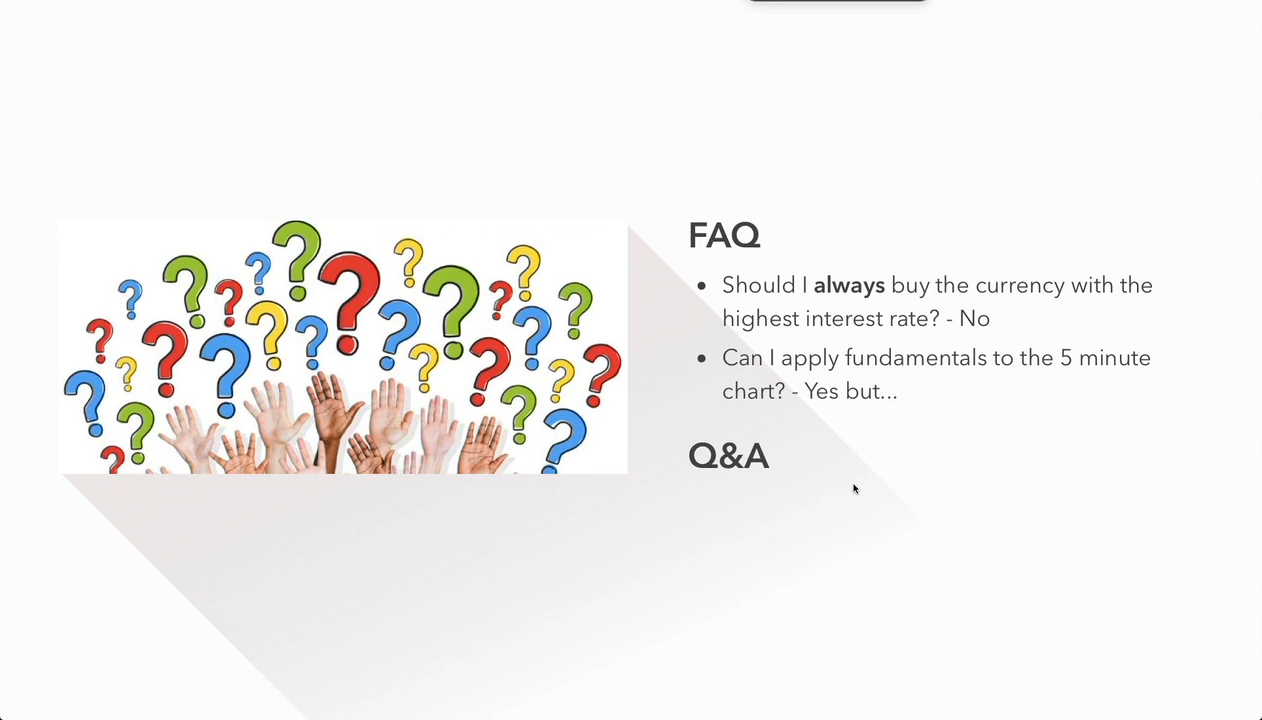 FAQ
• Should I always buy the currency with the
highest interest rate? - No
• Can I apply fundamentals to the 5 minute
chart? - Yes but...
Q&A